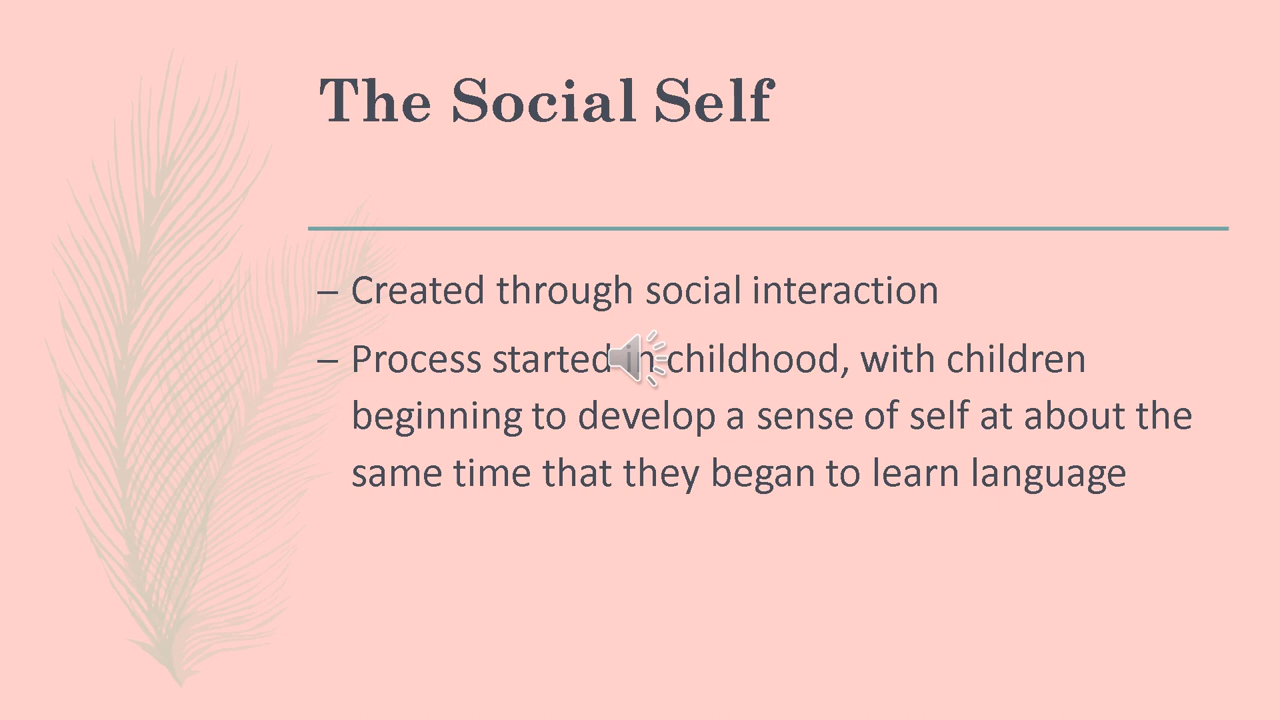 The Social Self
– Created through social interaction
– Process started in childhood, with children
beginning to develop a sense of self at about the
same time that they began to learn language